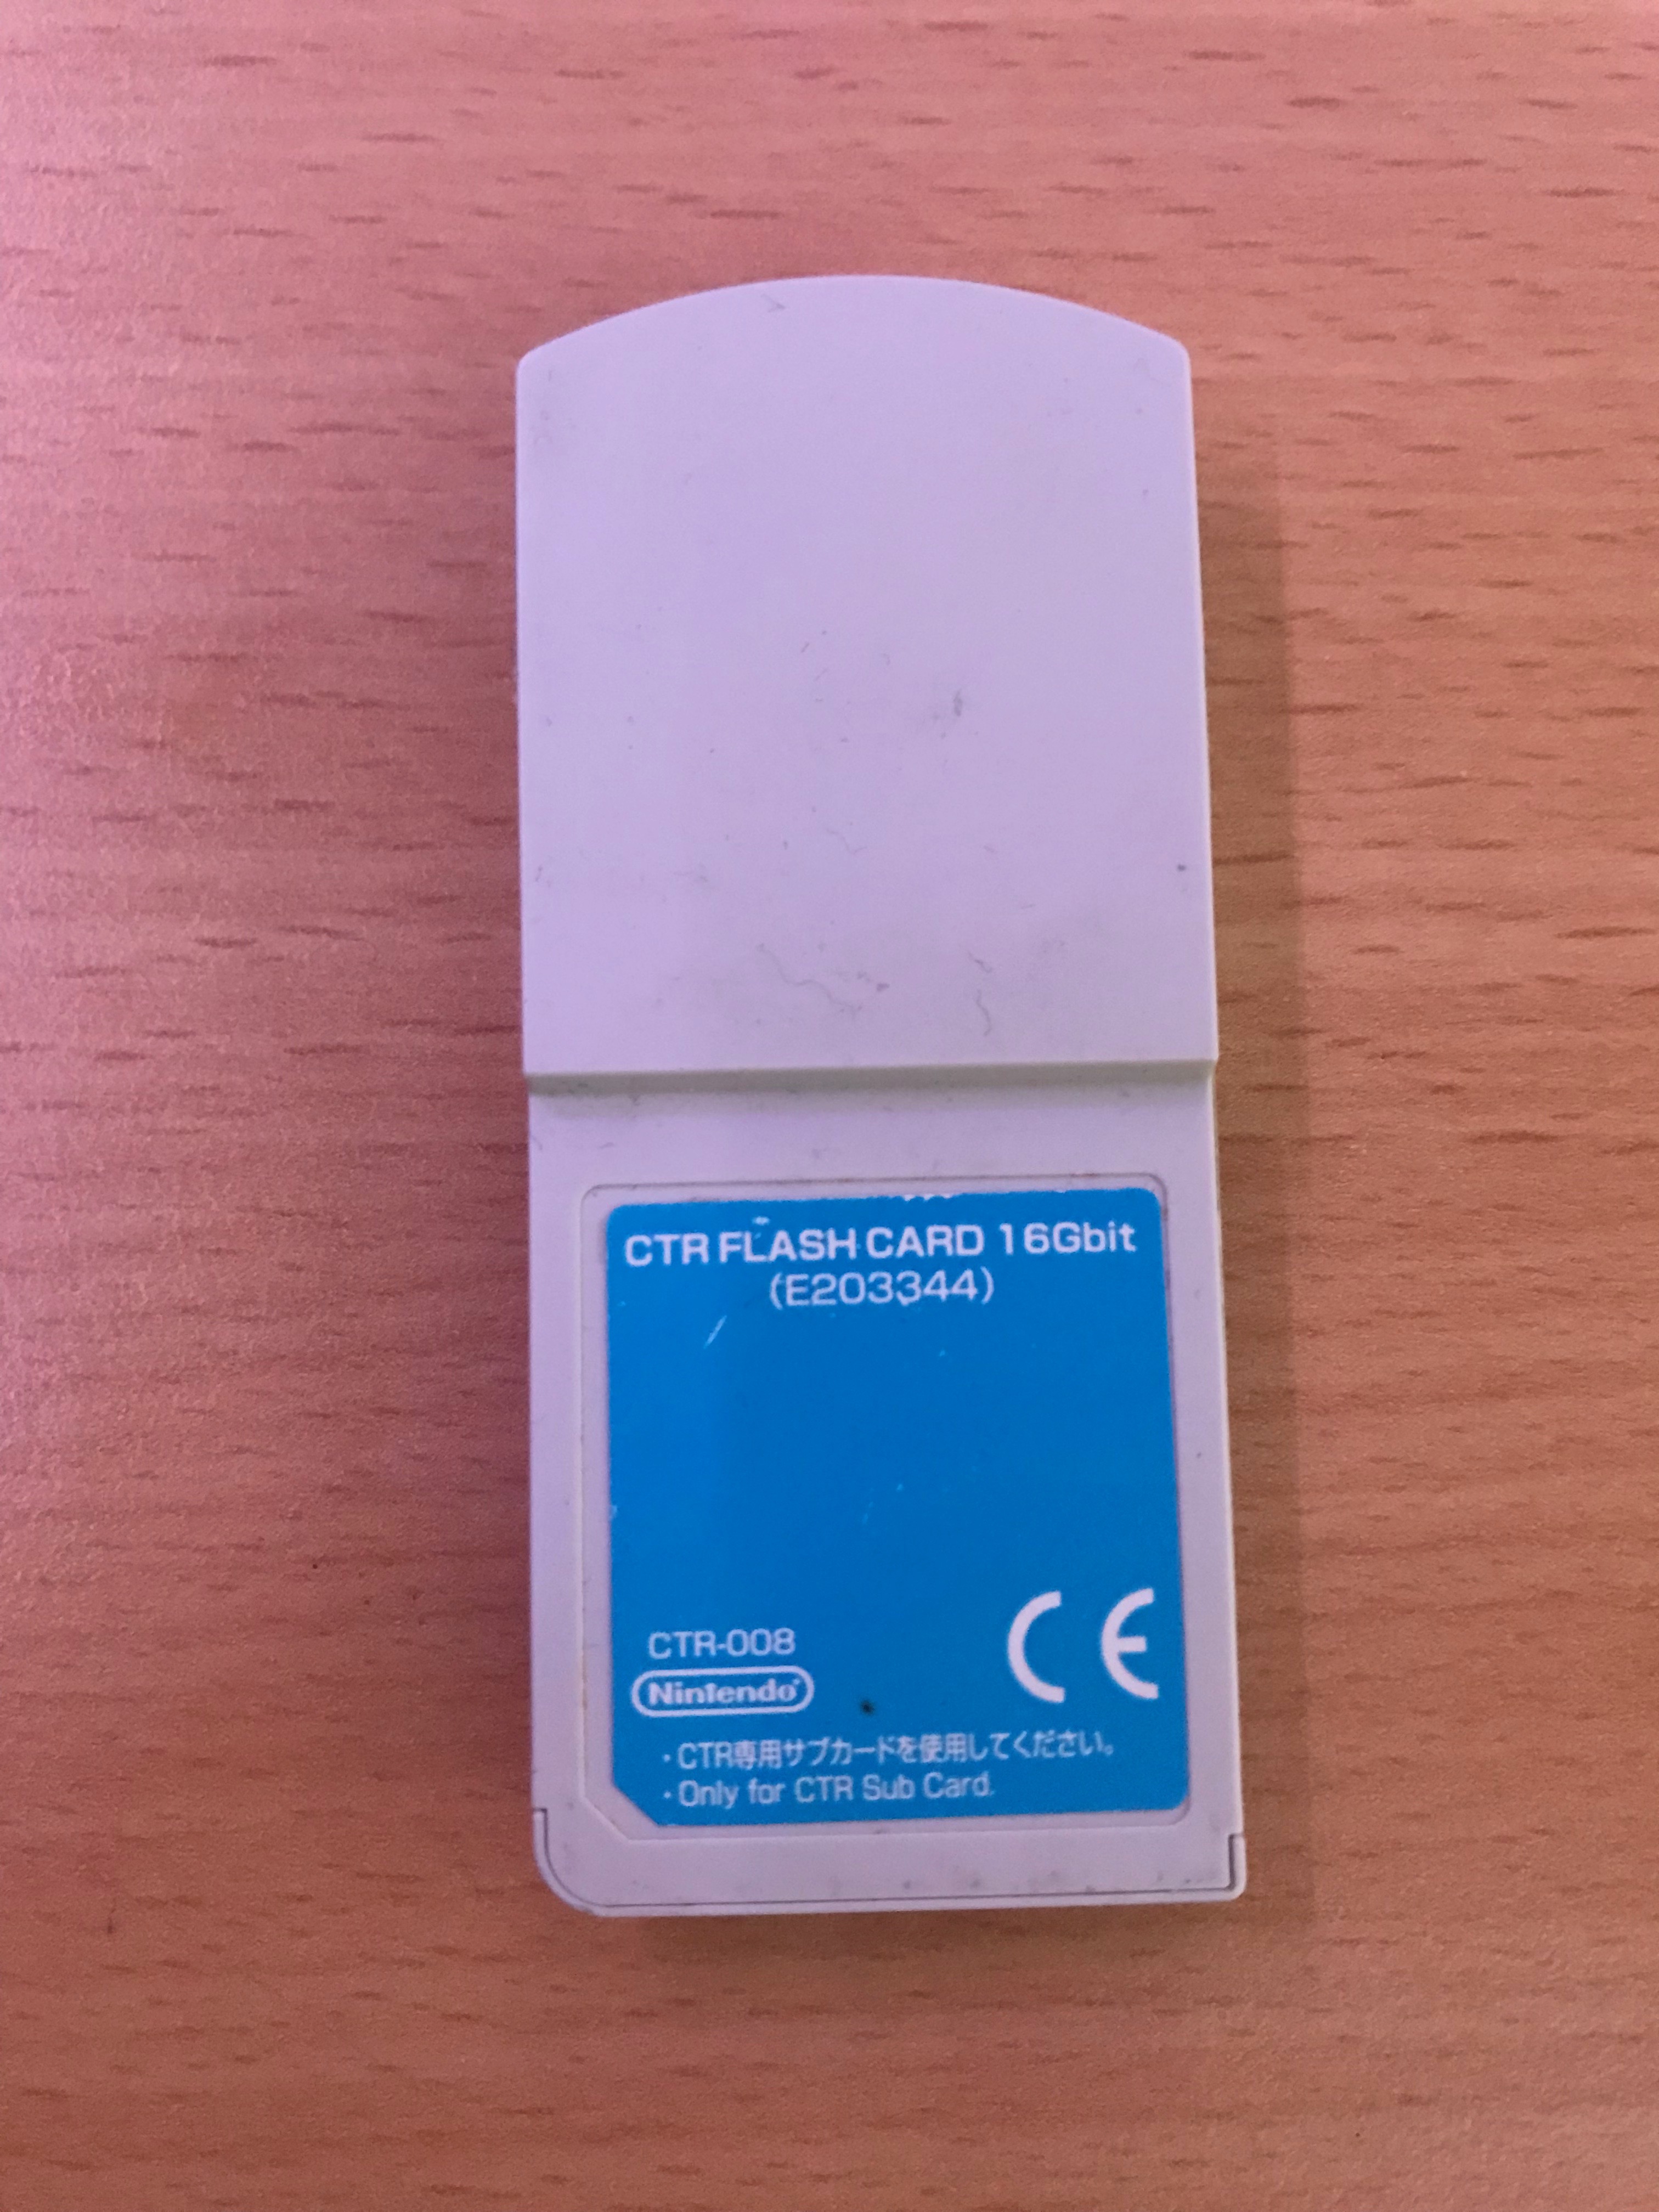 CTR FLASH CARD 16Gbit
(E203344)
CTR-008
Nintendo
CE
・CTR専用サブカードを使用してください。
・Only for CTR Sub Card.